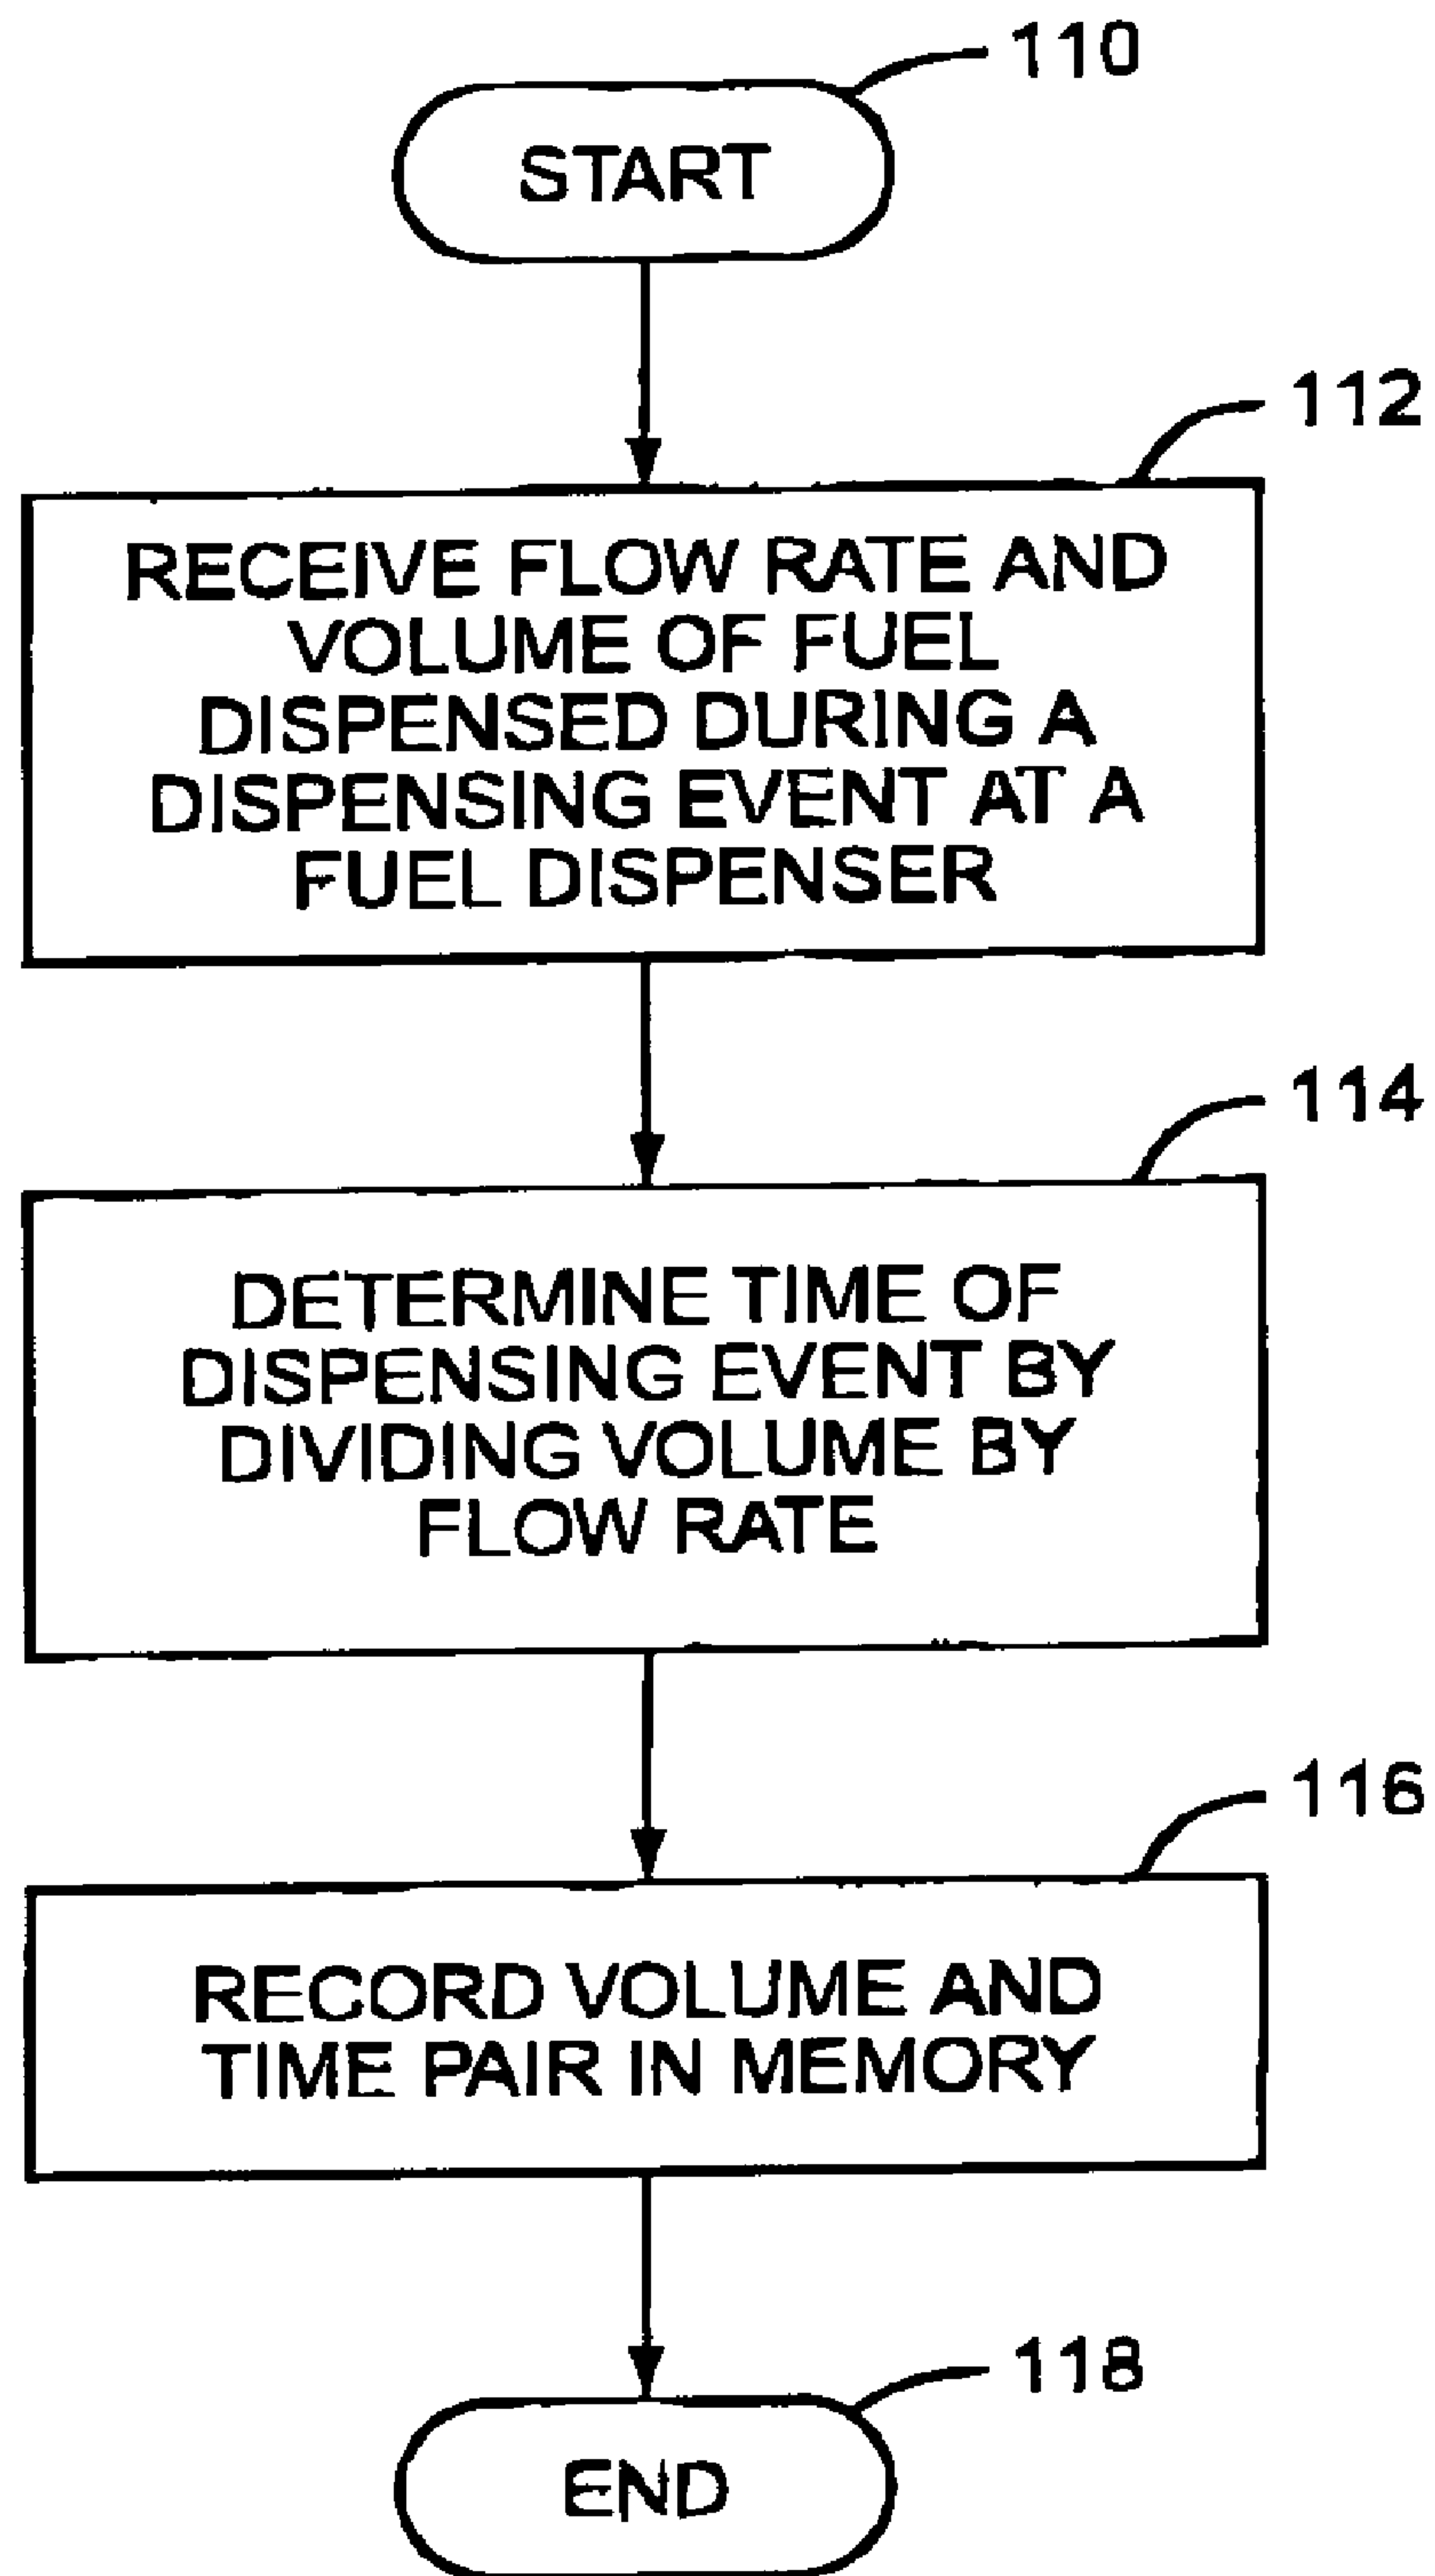 110
START
112
RECEIVE FLOW RATE AND
VOLUME OF FUEL
DISPENSED DURING A
DISPENSING EVENT AT A
FUEL DISPENSER
114
DETERMINE TIME OF
DISPENSING EVENT BY
DIVIDING VOLUME BY
FLOW RATE
116
RECORD VOLUME AND
TIME PAIR IN MEMORY
118
END